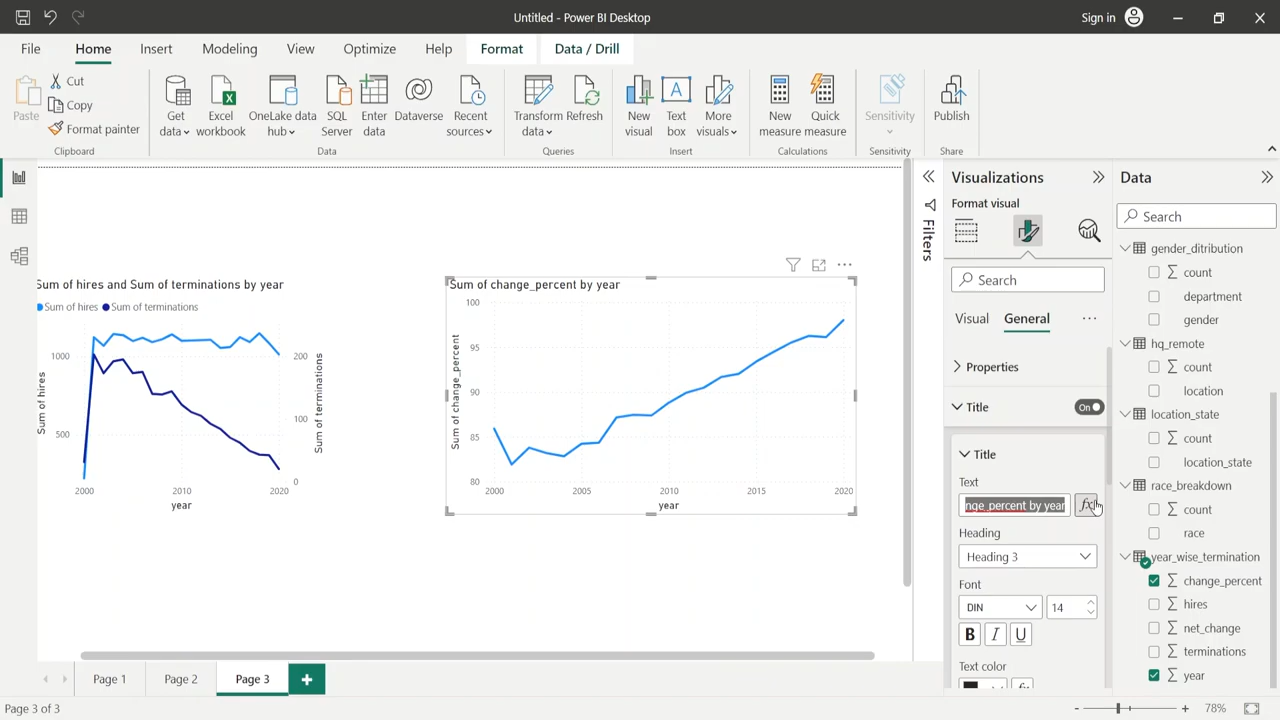 Untitled - Power BI Desktop
Sign in
File Home Insert Modeling View Optimize Help Format Data / Drill
Paste
Cut
Copy
Format painter
Clipboard
Get data
Excel workbook
OneLake data hub
SQL Server
Enter data
Dataverse
Recent sources
Data
Transform data
Refresh
Queries
New visual
Text box
More visuals
Insert
New measure
Quick measure
Calculations
Sensitivity
Sensitivity
Publish
Share
Sum of hires and Sum of terminations by year
Sum of hires Sum of terminations
Sum of hires
1000
500
200
100
0
Sum of terminations
2000 2010 2020
year
Sum of change_percent by year
Sum of change_percent
100
95
90
85
80
2000 2005 2010 2015 2020
year
Filters
Visualizations
Format visual
Search
Visual General ...
Properties
Title On
Title
Text
nge_percent by year fx
Heading
Heading 3
Font
DIN 14
B I U
Text color
Data
Search
gender_ditribution
count
department
gender
hq_remote
count
location
location_state
count
location_state
race_breakdown
count
race
year_wise_termination
change_percent
hires
net_change
terminations
year
Page 1 Page 2 Page 3 +
Page 3 of 3
- + 78%